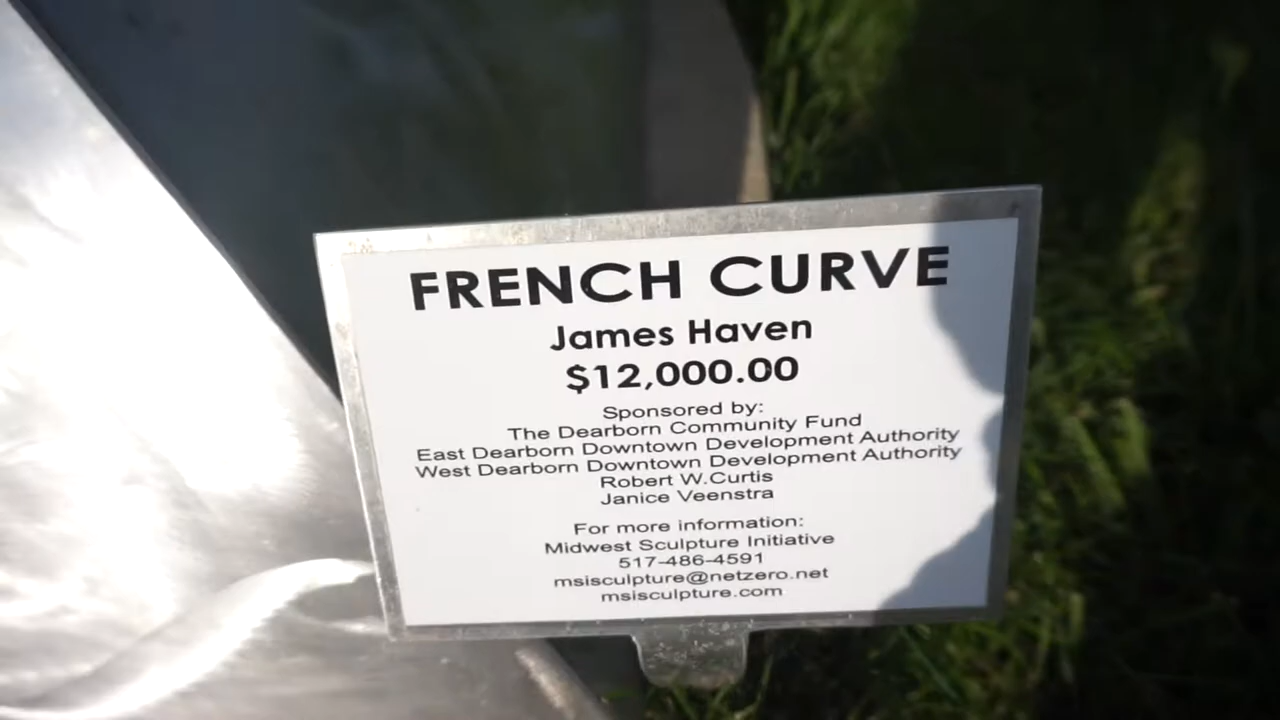 FRENCH CURVE
James Haven
$12,000.00
Sponsored by:
The Dearborn Community Fund
East Dearborn Downtown Development Authority
West Dearborn Downtown Development Authority
Robert W.Curtis
Janice Veenstra
For more information:
Midwest Sculpture Initiative
517-486-4591
msisculpture@netzero.net
msisculpture.com